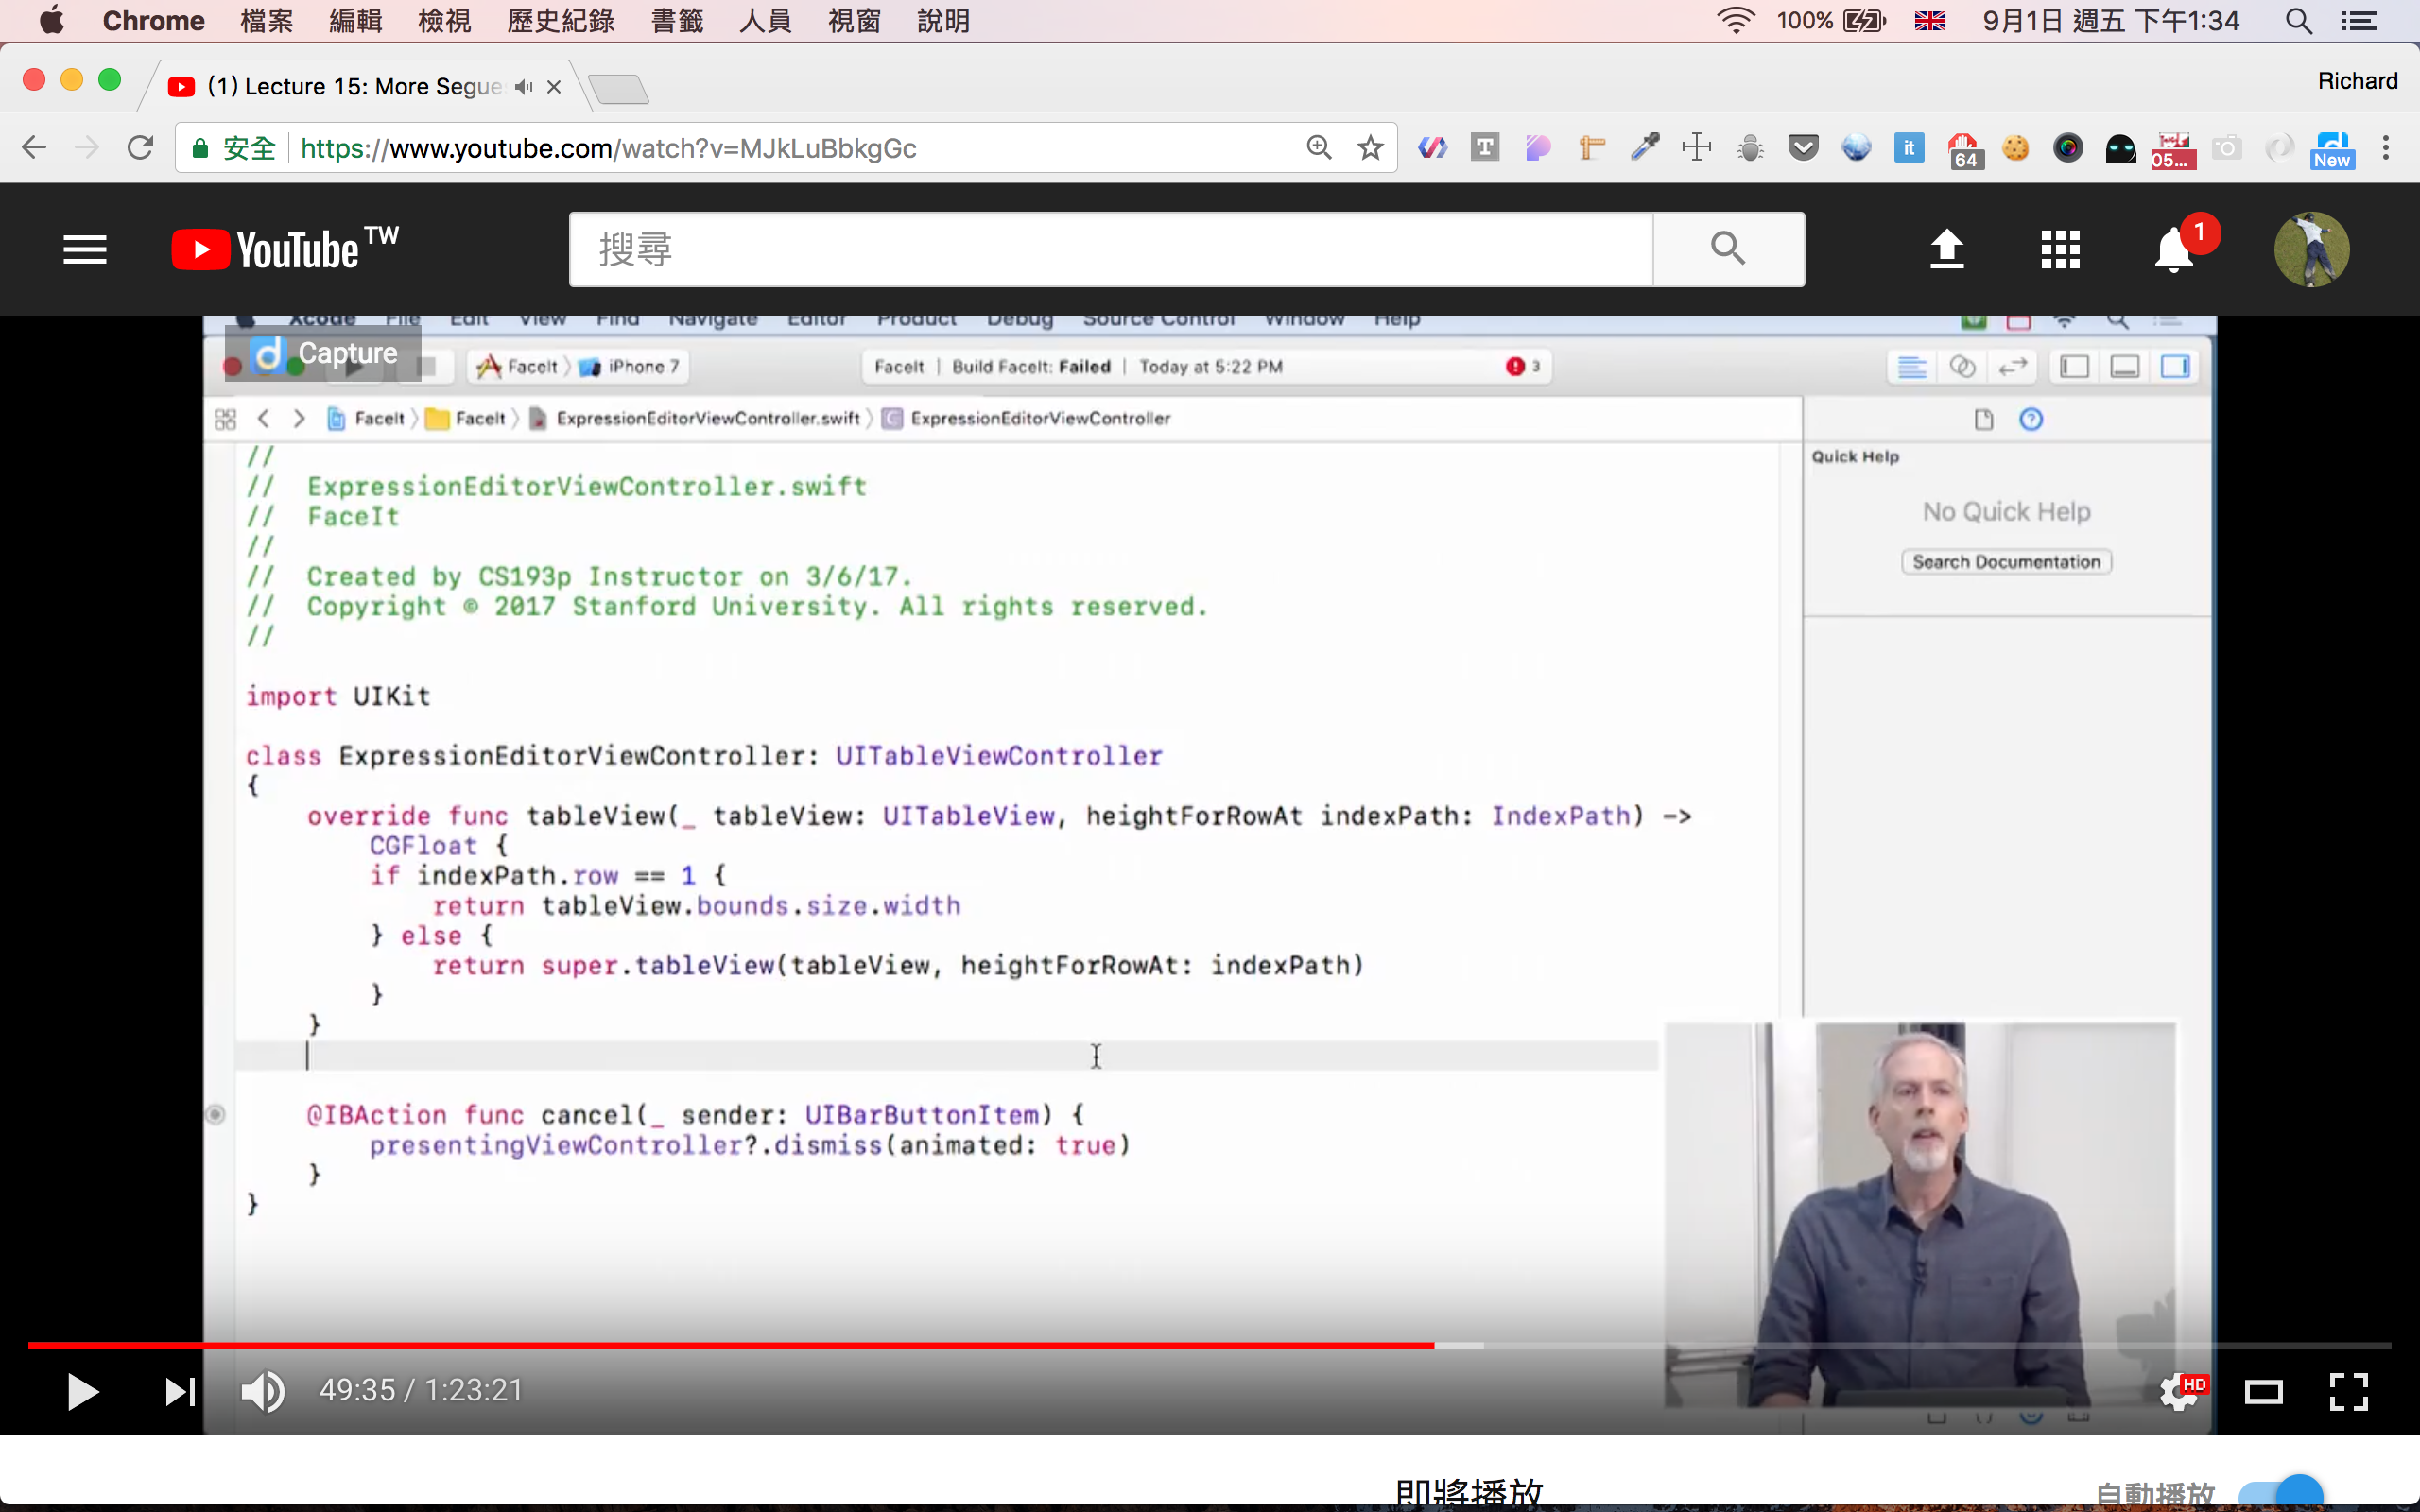 Chrome 檔案 編輯 檢視 歷史紀錄 書籤 人員 視窗 說明 100% 9月1日 週五 下午1:34
(1) Lecture 15: More Segue Richard
安全 https://www.youtube.com/watch?v=MJkLuBbkgGc T it 64 05... New
YouTube TW 搜尋 1
Xcode File Edit View Find Navigate Editor Product Debug Source Control Window Help
Capture FaceIt iPhone 7 FaceIt | Build FaceIt: Failed | Today at 5:22 PM 3
FaceIt FaceIt ExpressionEditorViewController.swift ExpressionEditorViewController
Quick Help
No Quick Help
Search Documentation
//
// ExpressionEditorViewController.swift
// FaceIt
//
// Created by CS193p Instructor on 3/6/17.
// Copyright © 2017 Stanford University. All rights reserved.
//
import UIKit
class ExpressionEditorViewController: UITableViewController
{
override func tableView(_ tableView: UITableView, heightForRowAt indexPath: IndexPath) ->
CGFloat {
if indexPath.row == 1 {
return tableView.bounds.size.width
} else {
return super.tableView(tableView, heightForRowAt: indexPath)
}
}
@IBAction func cancel(_ sender: UIBarButtonItem) {
presentingViewController?.dismiss(animated: true)
}
}
49:35 / 1:23:21 HD
即將播放 自動播放